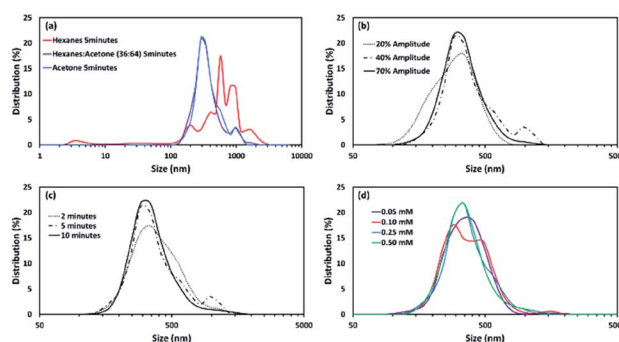 (a)
Hexanes 5minutes
Hexanes:Acetone (36:64) 5minutes
Acetone 5minutes
Distribution (%)
25
20
15
10
5
0
1 10 100 1000 10000
Size (nm)
(b)
20% Amplitude
40% Amplitude
70% Amplitude
Distribution (%)
25
20
15
10
5
0
50 500 5000
Size (nm)
(c)
2 minutes
5 minutes
10 minutes
Distribution (%)
25
20
15
10
5
0
50 500 5000
Size (nm)
(d)
0.05 mM
0.10 mM
0.25 mM
0.50 mM
Distribution (%)
25
20
15
10
5
0
50 500 5000
Size (nm)